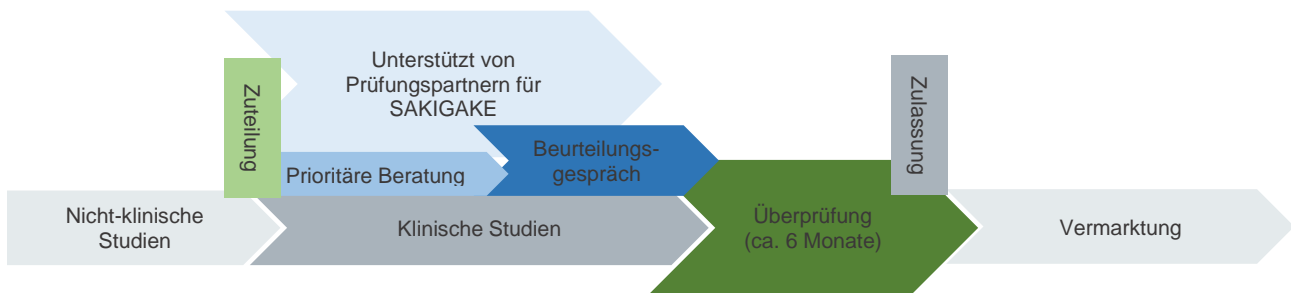 Unterstützt von
Prüfungspartnern für
SAKIGAKE
Zuteilung
Zulassung
Beurteilungs-
gespräch
Prioritäre Beratung
Nicht-klinische
Studien
Klinische Studien
Überprüfung
(ca. 6 Monate)
Vermarktung